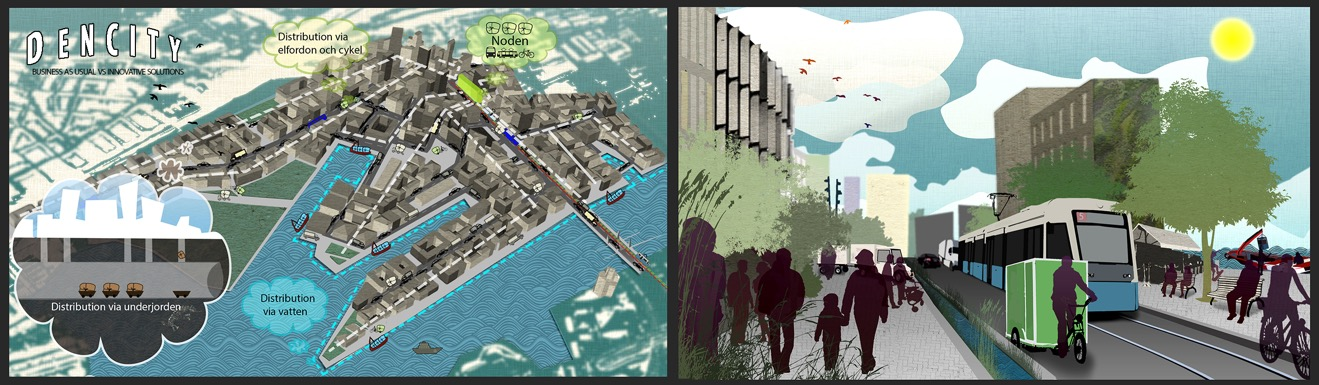 DENCITY
BUSINESS AS USUAL VS INNOVATIVE SOLUTIONS
Distribution via
elfordon och cykel
Noden
Distribution via underjorden
Distribution
via vatten
5